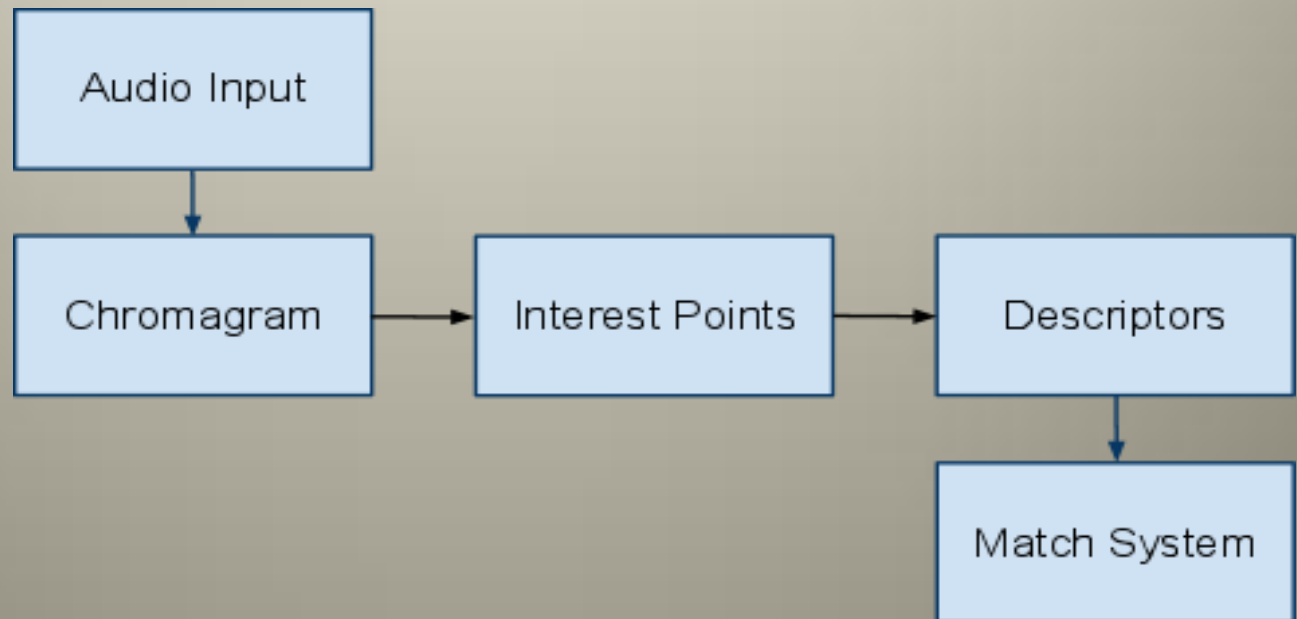 Audio Input
Chromagram
Interest Points
Descriptors
Match System